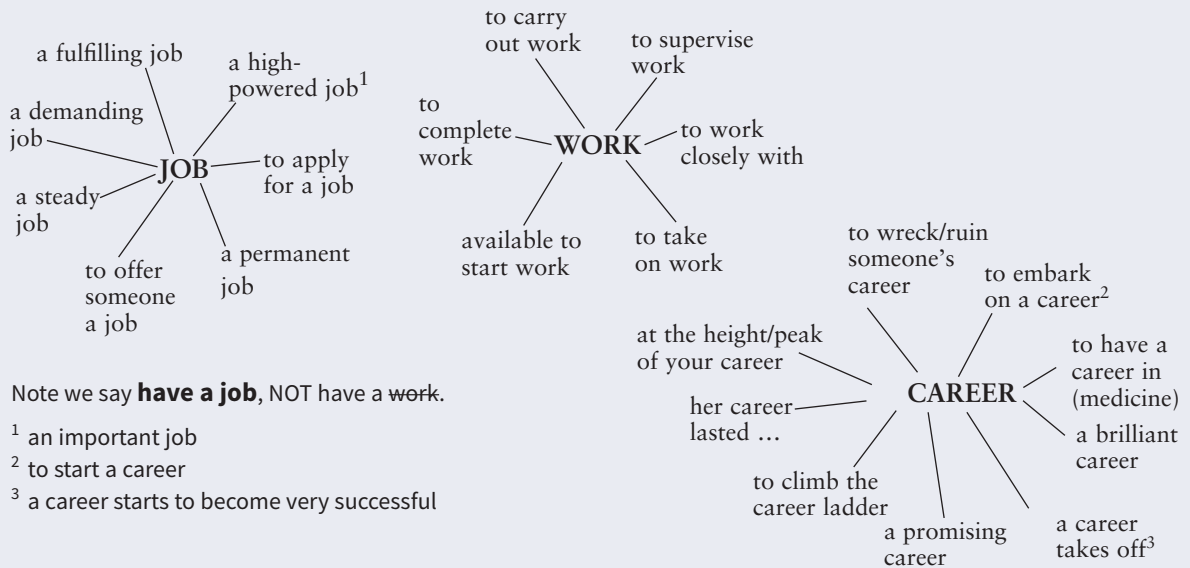 a fulfilling job
a high-
powered job¹
a demanding
job
JOB
to apply
for a job
a steady
job
to offer
someone
a job
a permanent
job
to carry
out work
to supervise
work
to
complete
work
WORK
to work
closely with
available to
start work
to take
on work
to wreck/ruin
someone's
career
to embark
on a career²
at the height/peak
of your career
to have a
career in
(medicine)
CAREER
her career
lasted ...
a brilliant
career
to climb the
career ladder
a promising
career
a career
takes off³
Note we say have a job, NOT have a work.
¹ an important job
² to start a career
³ a career starts to become very successful